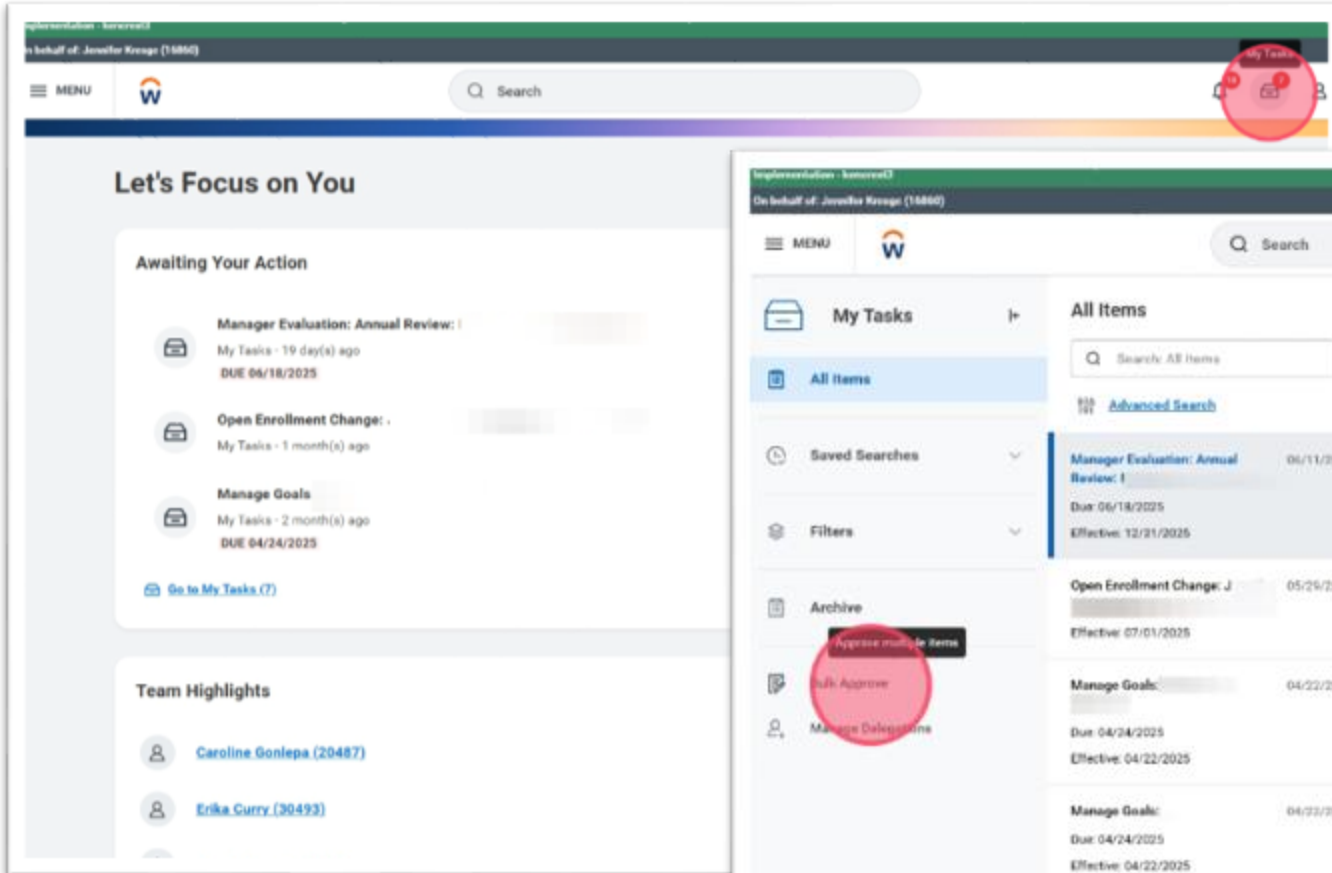 On behalf of: Jennifer Kresge (16860)
My Tasks
MENU
Search
Let's Focus on You
Awaiting Your Action
Manager Evaluation: Annual Review:
My Tasks - 19 day(s) ago
DUE 06/18/2025
Open Enrollment Change: .
My Tasks - 1 month(s) ago
Manage Goals
My Tasks - 2 month(s) ago
DUE 04/24/2025
Go to My Tasks (7)
Team Highlights
Caroline Gonlepa (20487)
Erika Curry (30493)
Implementation -
On behalf of: Jennifer Kresge (16860)
MENU
Search
My Tasks
All Items
Saved Searches
Filters
Archive
Approve multiple items
Bulk Approve
Manage Delegations
All Items
Search: All Items
Advanced Search
Manager Evaluation: Annual
Review:
06/11/2
Due: 06/18/2025
Effective: 12/31/2025
Open Enrollment Change: J
05/29/2
Effective: 07/01/2025
Manage Goals:
04/22/2
Due: 04/24/2025
Effective: 04/22/2025
Manage Goals:
04/22/2
Due: 04/24/2025
Effective: 04/22/2025